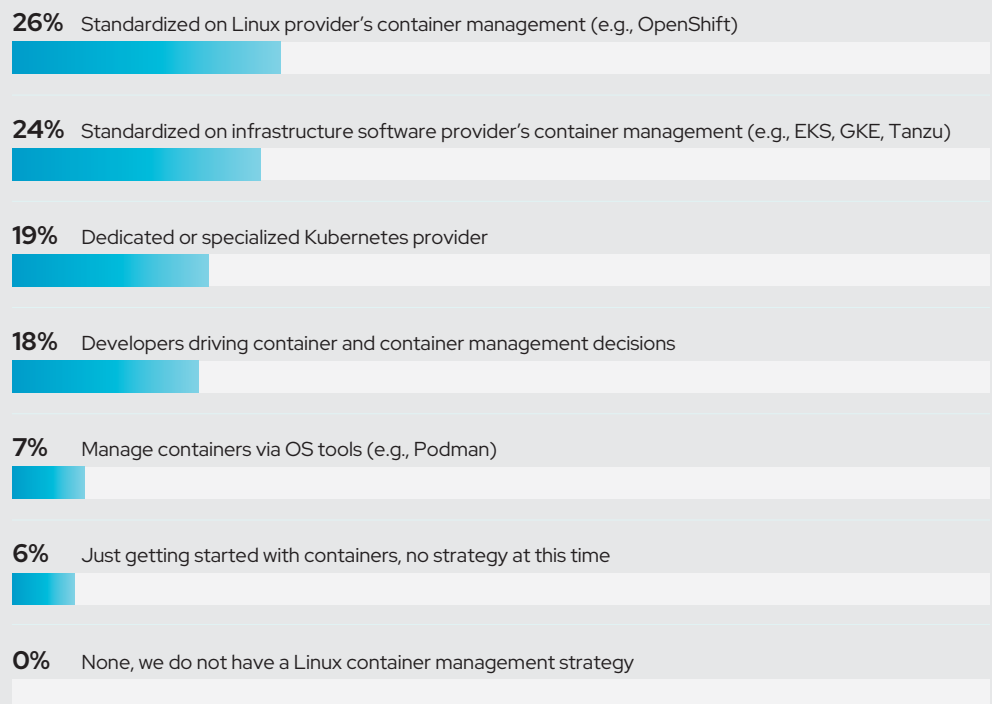 26% Standardized on Linux provider’s container management (e.g., OpenShift)
24% Standardized on infrastructure software provider’s container management (e.g., EKS, GKE, Tanzu)
19% Dedicated or specialized Kubernetes provider
18% Developers driving container and container management decisions
7% Manage containers via OS tools (e.g., Podman)
6% Just getting started with containers, no strategy at this time
0% None, we do not have a Linux container management strategy